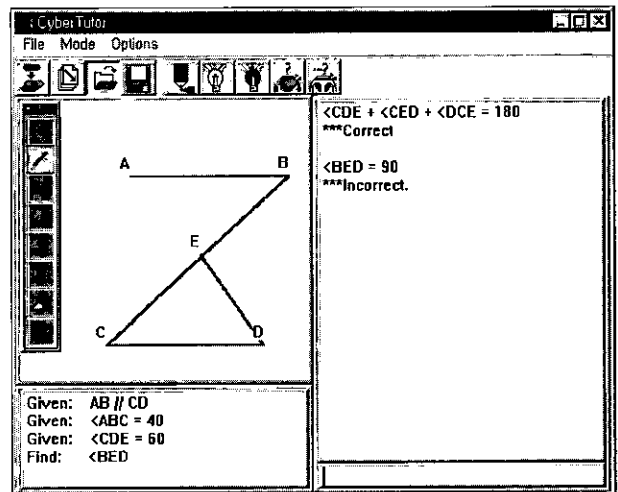 CyberTutor
File Mode Options
<CDE + <CED + <DCE = 180
***Correct
<BED = 90
***Incorrect.
A B
E
C D
Given: AB // CD
Given: <ABC = 40
Given: <CDE = 60
Find: <BED